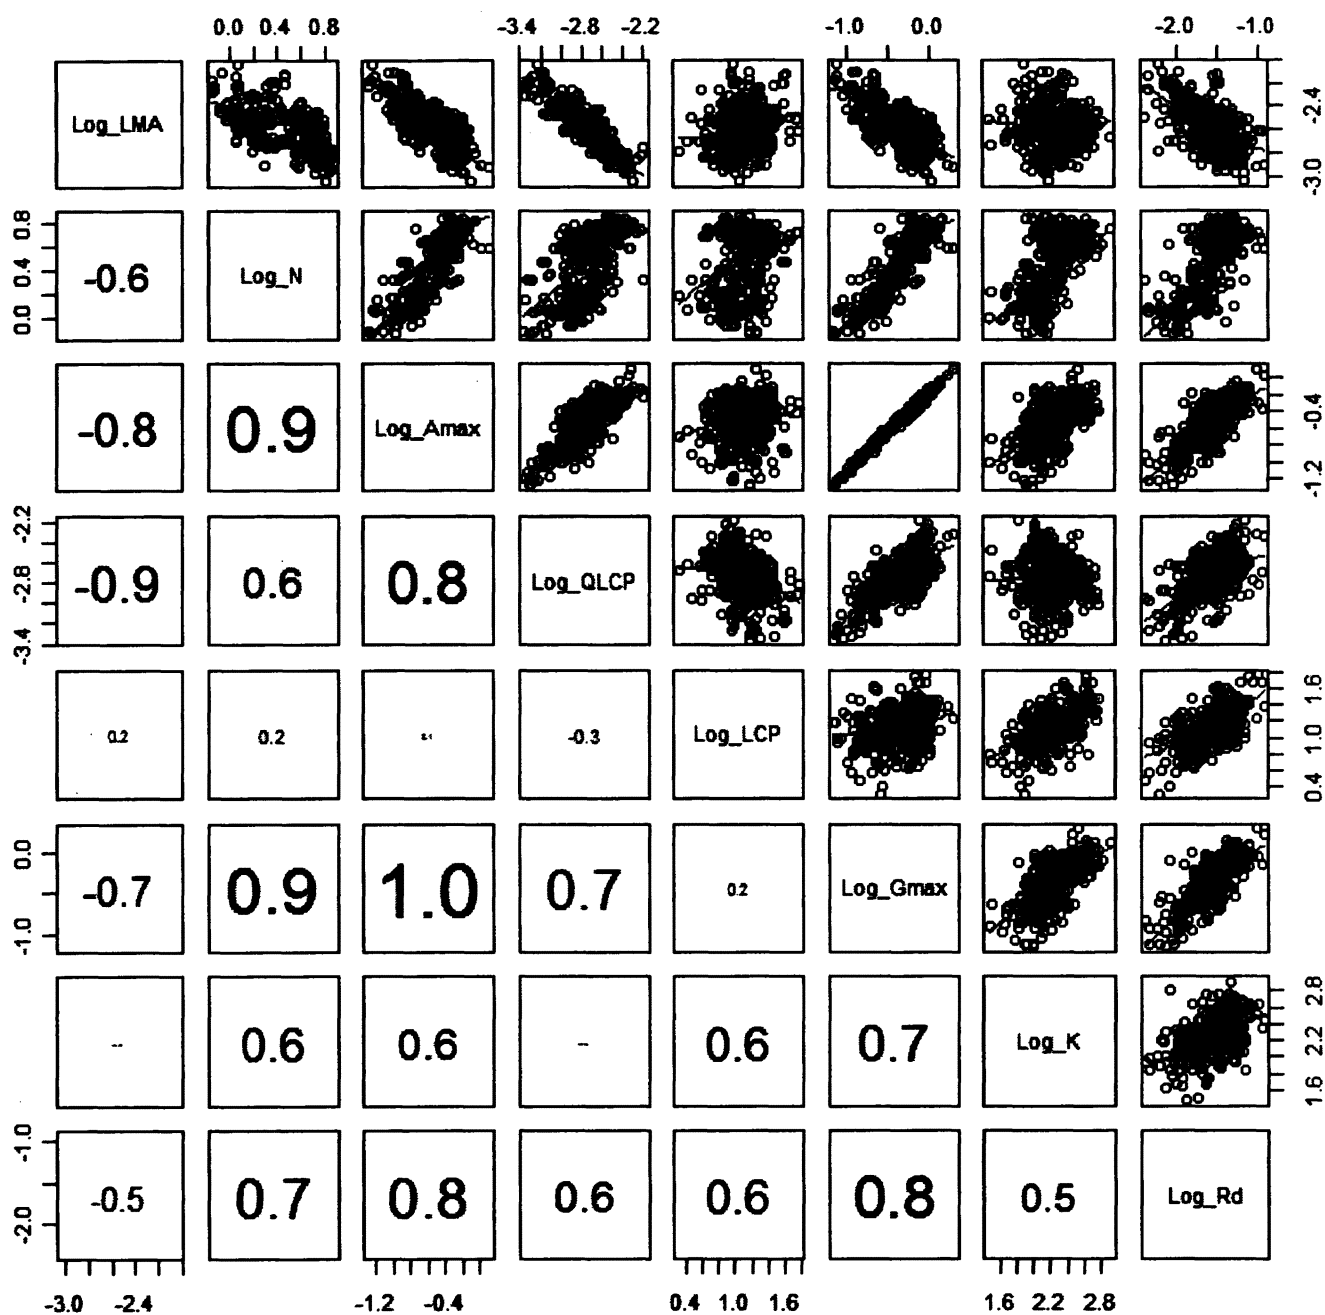 0.0 0.4 0.8 -3.4 -2.8 -2.2 -1.0 0.0 -2.0 -1.0
Log_LMA -3.0 -2.4
0.0 0.4 0.8 -0.6 Log_N
-0.8 0.9 Log_Amax -1.2 -0.4
-3.4 -2.8 -2.2 -0.9 0.6 0.8 Log_QLCP
0.2 0.2 -0.3 Log_LCP 0.4 1.0 1.6
-1.0 0.0 -0.7 0.9 1.0 0.7 0.2 Log_Gmax
0.6 0.6 0.6 0.7 Log_K 1.6 2.2 2.8
-2.0 -1.0 -0.5 0.7 0.8 0.6 0.6 0.8 0.5 Log_Rd
-3.0 -2.4 -1.2 -0.4 0.4 1.0 1.6 1.6 2.2 2.8